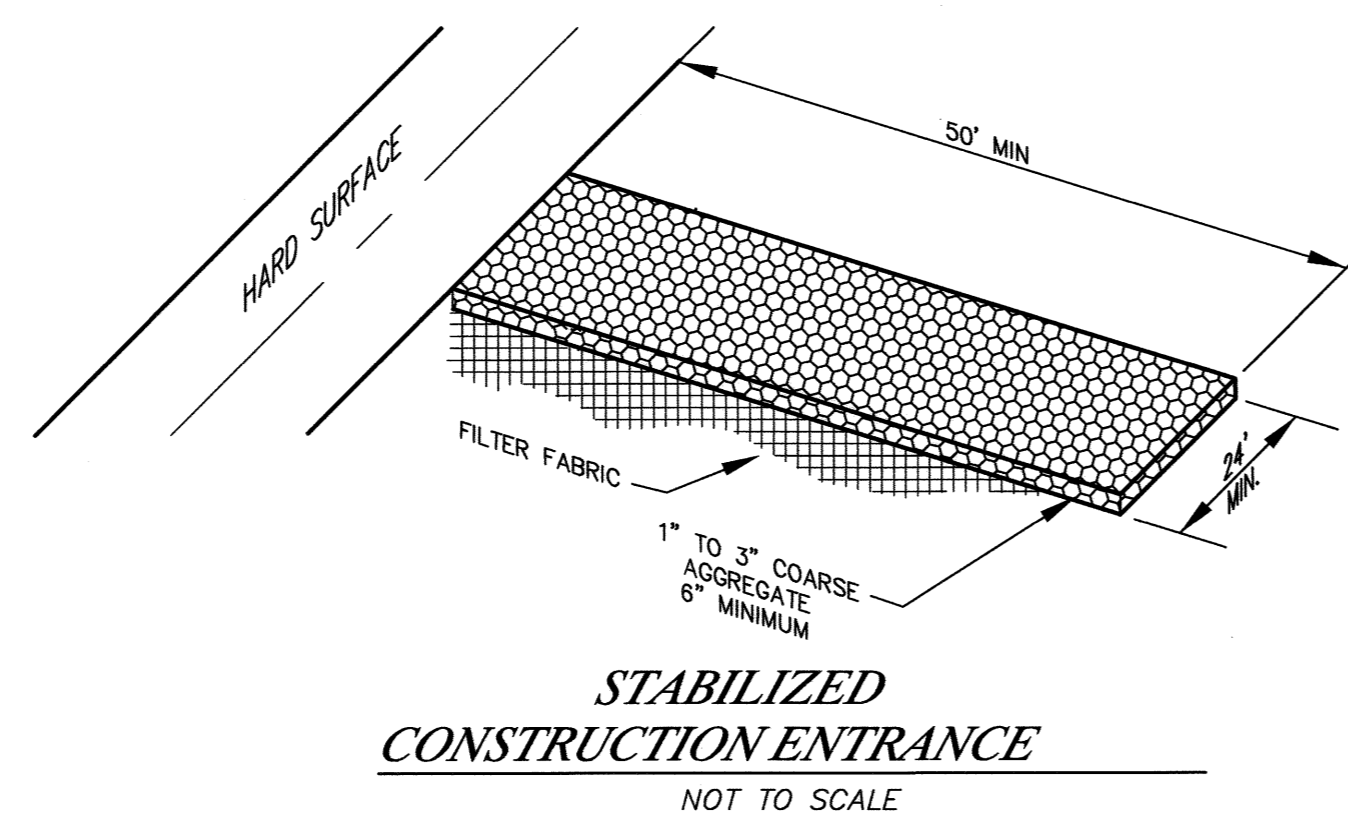 50' MIN
HARD SURFACE
FILTER FABRIC
24'
MIN.
1" TO 3" COARSE
AGGREGATE
6" MINIMUM
STABILIZED
CONSTRUCTION ENTRANCE
NOT TO SCALE